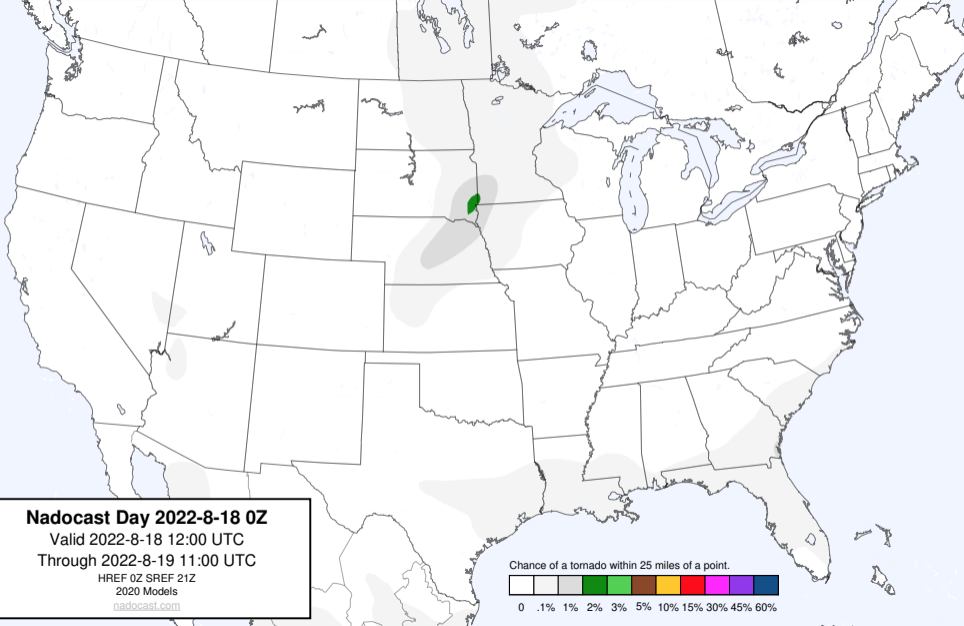 Nadocast Day 2022-8-18 0Z
Valid 2022-8-18 12:00 UTC
Through 2022-8-19 11:00 UTC
HREF 0Z SREF 21Z
2020 Models
nadocast.com
Chance of a tornado within 25 miles of a point.
0 .1% 1% 2% 3% 5% 10% 15% 30% 45% 60%